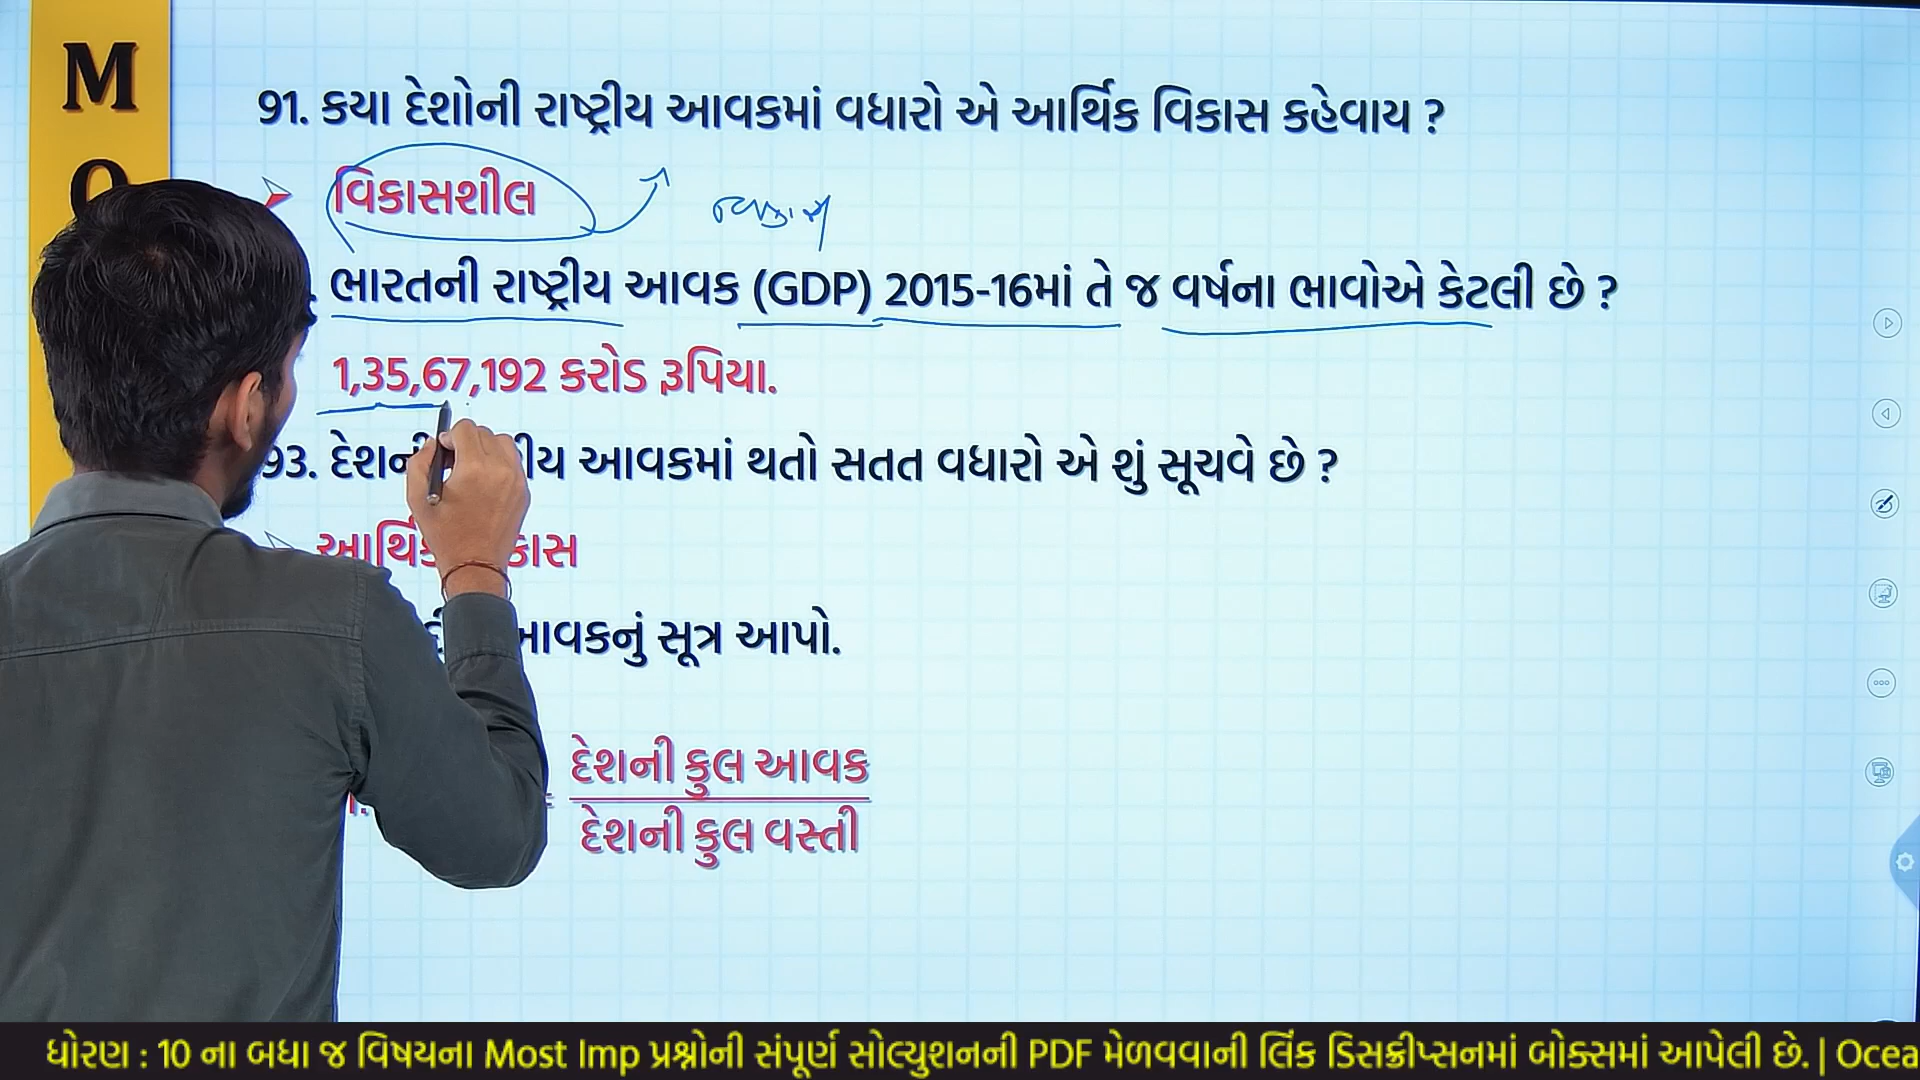 M
91. કયા દેશોની રાષ્ટ્રીય આવકમાં વધારો એ આર્થિક વિકાસ કહેવાય ?
વિકાસશીલ
ભારતની રાષ્ટ્રીય આવક (GDP) 2015-16માં તે જ વર્ષના ભાવોએ કેટલી છે ?
1,35,67,192 કરોડ રૂપિયા.
93. દેશની આવકમાં થતો સતત વધારો એ શું સૂચવે છે ?
આર્થિક
આવકનું સૂત્ર આપો.
= દેશની કુલ આવક
દેશની કુલ વસ્તી
ધોરણ : 10 ના બધા જ વિષયના Most Imp પ્રશ્નોની સંપૂર્ણ સોલ્યુશનની PDF મેળવવાની લિંક ડિસક્રીપ્સનમાં બોક્સમાં આપેલી છે. | Ocea